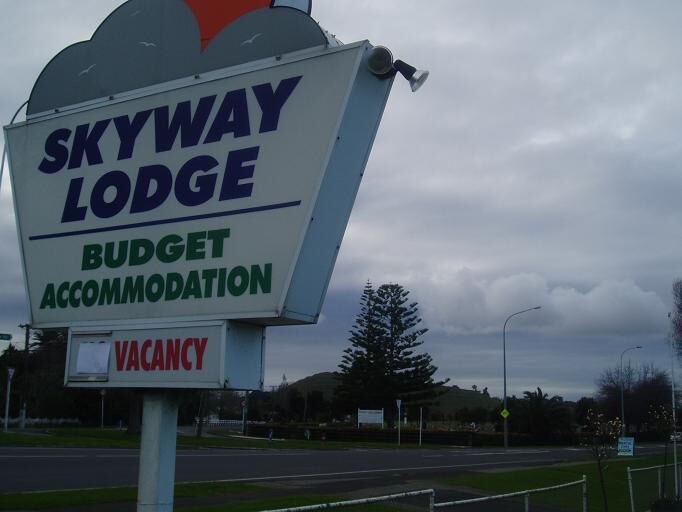 SKYWAY
LODGE
BUDGET
ACCOMMODATION
VACANCY